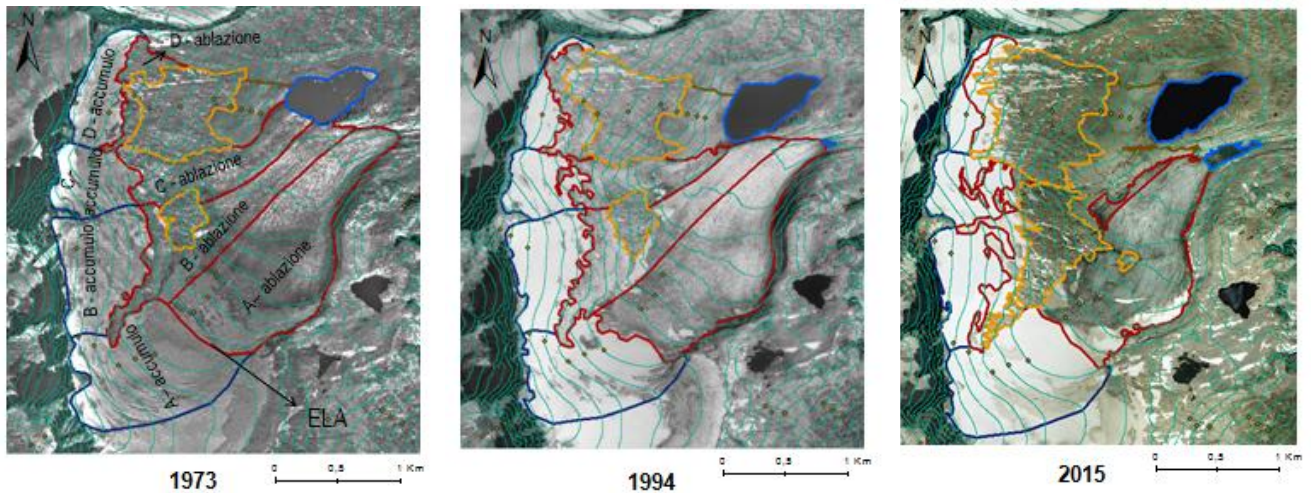 N
D - ablazione
D - accumulo
C - accumulo
B accumulo
A - accumulo
C - ablazione
B - ablazione
A - ablazione
ELA
0 0,5 1 Km
1973
N
0 0,5 1 Km
1994
N
0 0,5 1 Km
2015